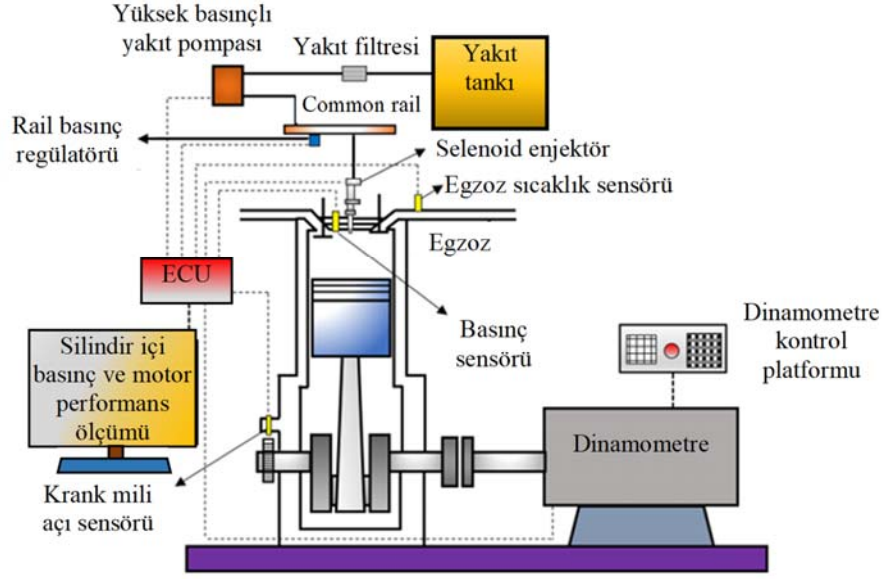 Yüksek basınçlı
yakıt pompası
Yakıt filtresi
Yakıt
tankı
Common rail
Rail basınç
regülatörü
Selenoid enjektör
Egzoz sıcaklık sensörü
Egzoz
ECU
Basınç
sensörü
Dinamometre
kontrol
platformu
Silindir içi
basınç ve motor
performans
ölçümü
Dinamometre
Krank mili
açı sensörü